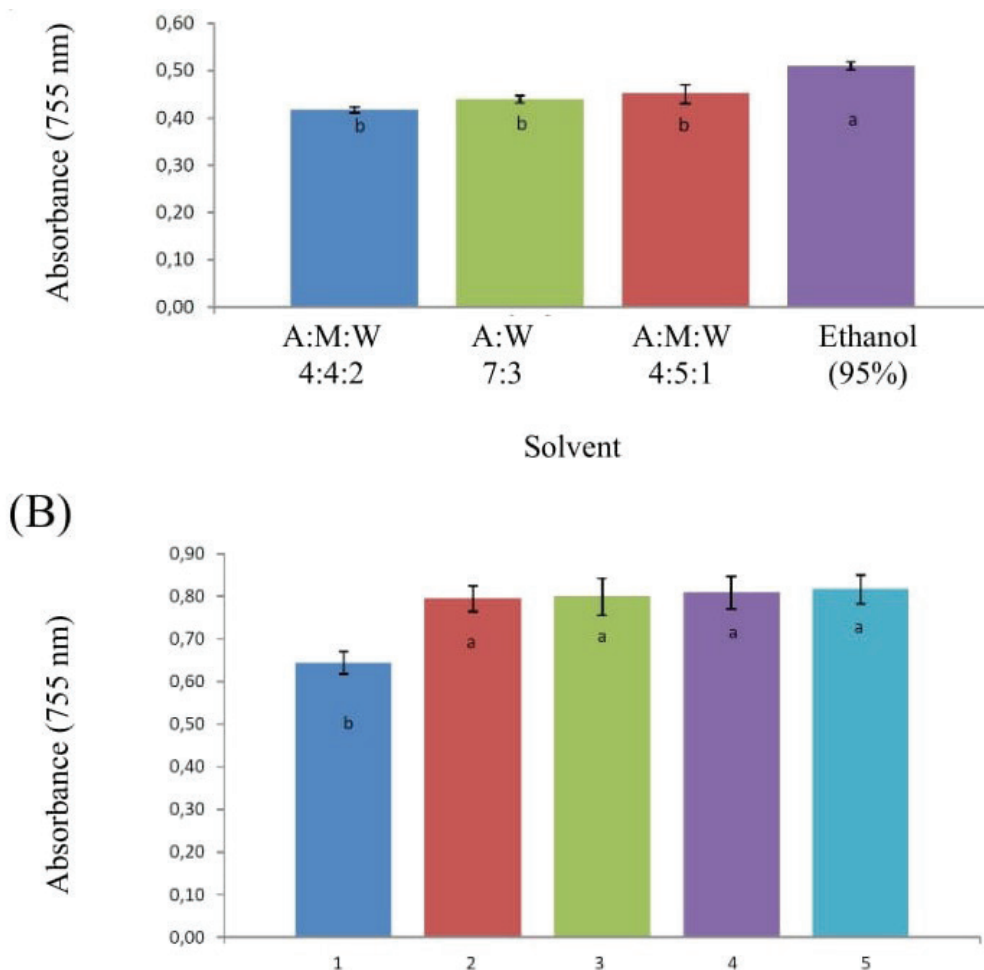 0,60
0,50
0,40
0,30
0,20
0,10
0,00
Absorbance (755 nm)
b
b
b
a
A:M:W
4:4:2
A:W
7:3
A:M:W
4:5:1
Ethanol
(95%)
Solvent
(B)
0,90
0,80
0,70
0,60
0,50
0,40
0,30
0,20
0,10
0,00
Absorbance (755 nm)
b
a
a
a
a
1 2 3 4 5